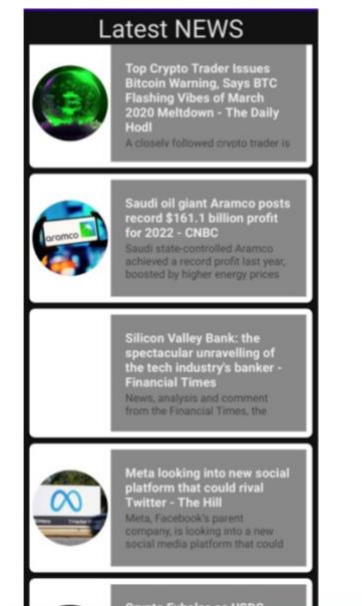 Latest NEWS
Top Crypto Trader Issues
Bitcoin Warning, Says BTC
Flashing Vibes of March
2020 Meltdown - The Daily
Hodl
A closely followed crypto trader is
aramco
Saudi oil giant Aramco posts
record $161.1 billion profit
for 2022 - CNBC
Saudi state-controlled Aramco
achieved a record profit last year,
boosted by higher energy prices
Silicon Valley Bank: the
spectacular unravelling of
the tech industry's banker -
Financial Times
News, analysis and comment
from the Financial Times, the
Meta looking into new social
platform that could rival
Twitter - The Hill
Meta, Facebook's parent
company, is looking into a new
social media platform that could